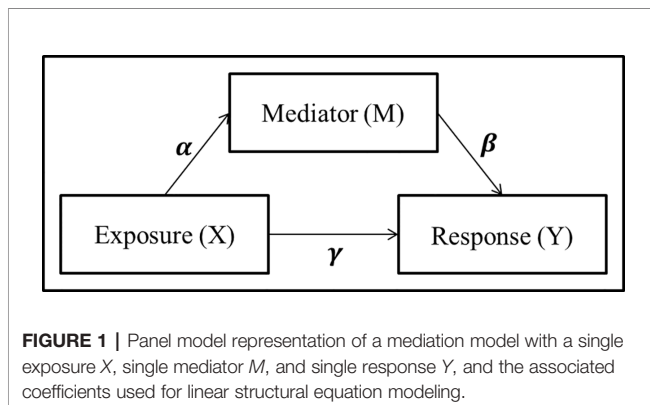 Mediator (M)
α
β
Exposure (X)
Response (Y)
γ
FIGURE 1 | Panel model representation of a mediation model with a single
exposure X, single mediator M, and single response Y, and the associated
coefficients used for linear structural equation modeling.